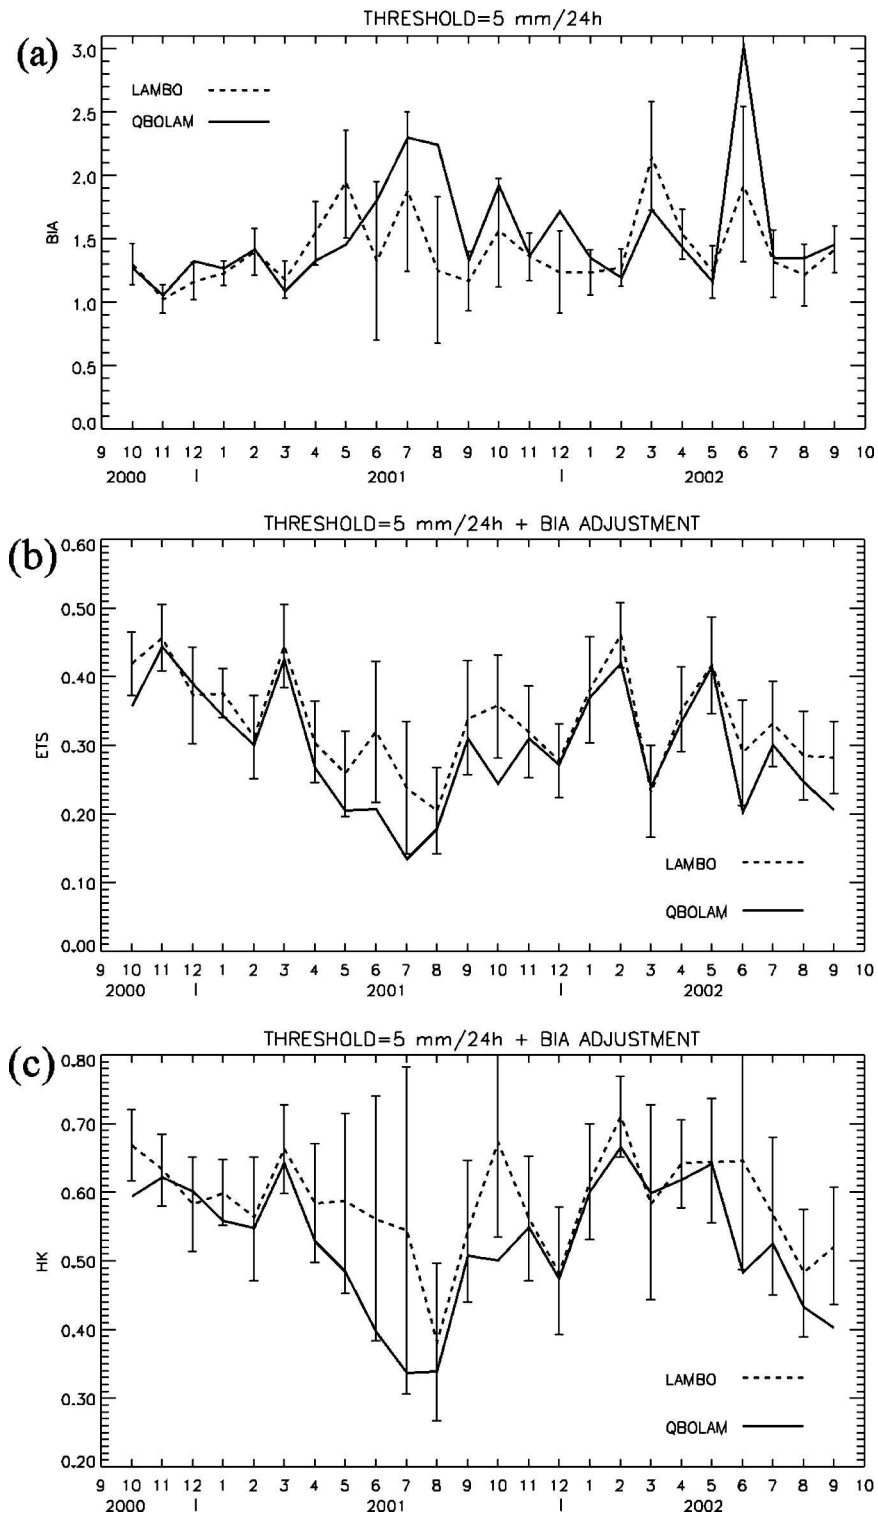 THRESHOLD=5 mm/24h
(a)
3.0
LAMBO
QBOLAM
2.5
2.0
BIA
1.5
1.0
0.5
0.0
9 10 11 12 1 2 3 4 5 6 7 8 9 10 11 12 1 2 3 4 5 6 7 8 9 10
2000 | 2001 | 2002
THRESHOLD=5 mm/24h + BIA ADJUSTMENT
(b)
0.60
0.50
0.40
ETS
0.30
0.20
LAMBO
0.10
QBOLAM
0.00
9 10 11 12 1 2 3 4 5 6 7 8 9 10 11 12 1 2 3 4 5 6 7 8 9 10
2000 | 2001 | 2002
THRESHOLD=5 mm/24h + BIA ADJUSTMENT
(c)
0.80
0.70
0.60
HK
0.50
0.40
LAMBO
0.30
QBOLAM
0.20
9 10 11 12 1 2 3 4 5 6 7 8 9 10 11 12 1 2 3 4 5 6 7 8 9 10
2000 | 2001 | 2002